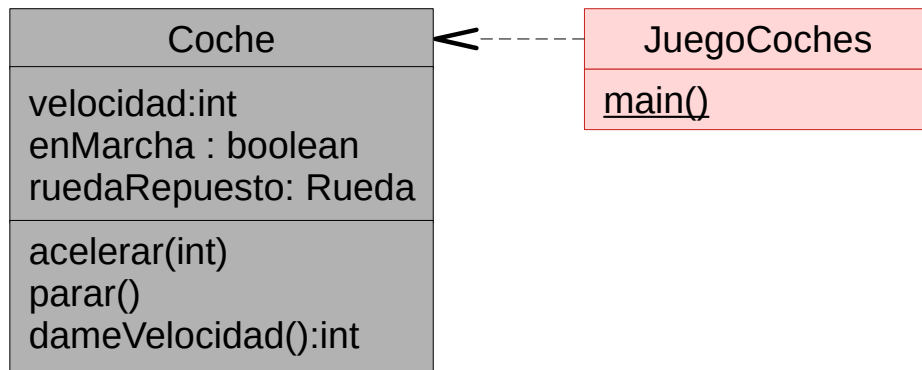 Coche
velocidad:int
enMarcha : boolean
ruedaRepuesto: Rueda
acelerar(int)
parar()
dameVelocidad():int
JuegoCoches
main()